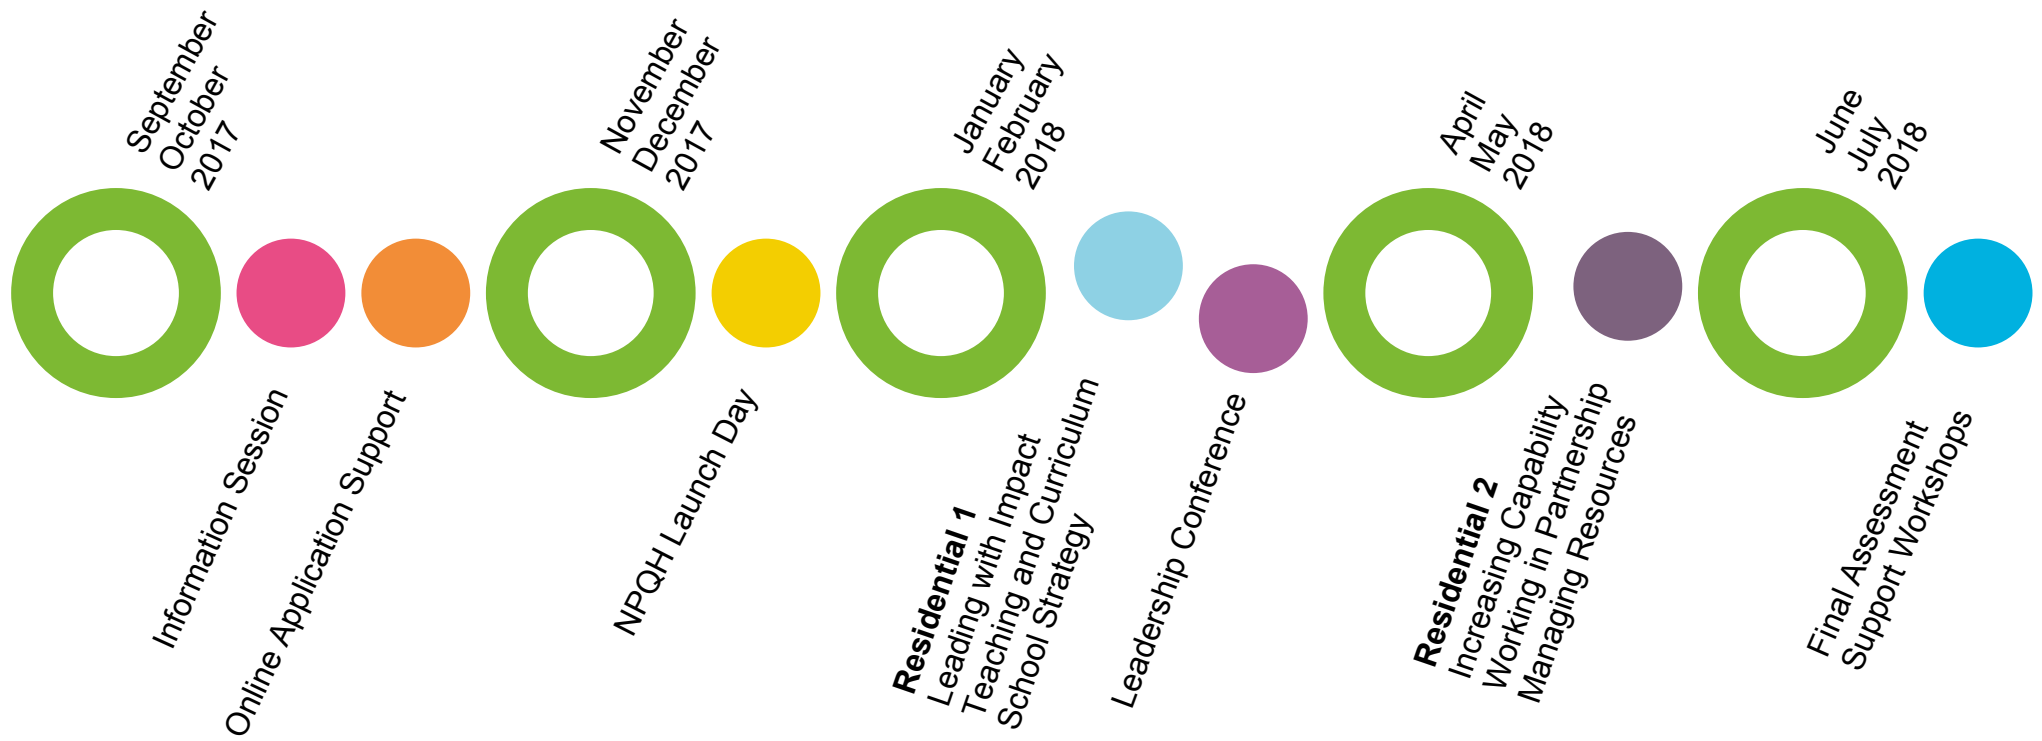 September
October
2017
Information Session
Online Application Support
November
December
2017
NPQH Launch Day
January
February
2018
Residential 1
Leading with Impact
Teaching and Curriculum
School Strategy
Leadership Conference
April
May
2018
Residential 2
Increasing Capability
Working in Partnership
Managing Resources
June
July
2018
Final Assessment
Support Workshops